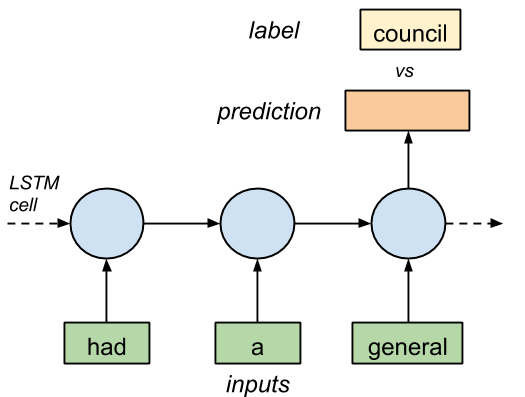 label
council
vs
prediction
LSTM
cell
had
a
general
inputs